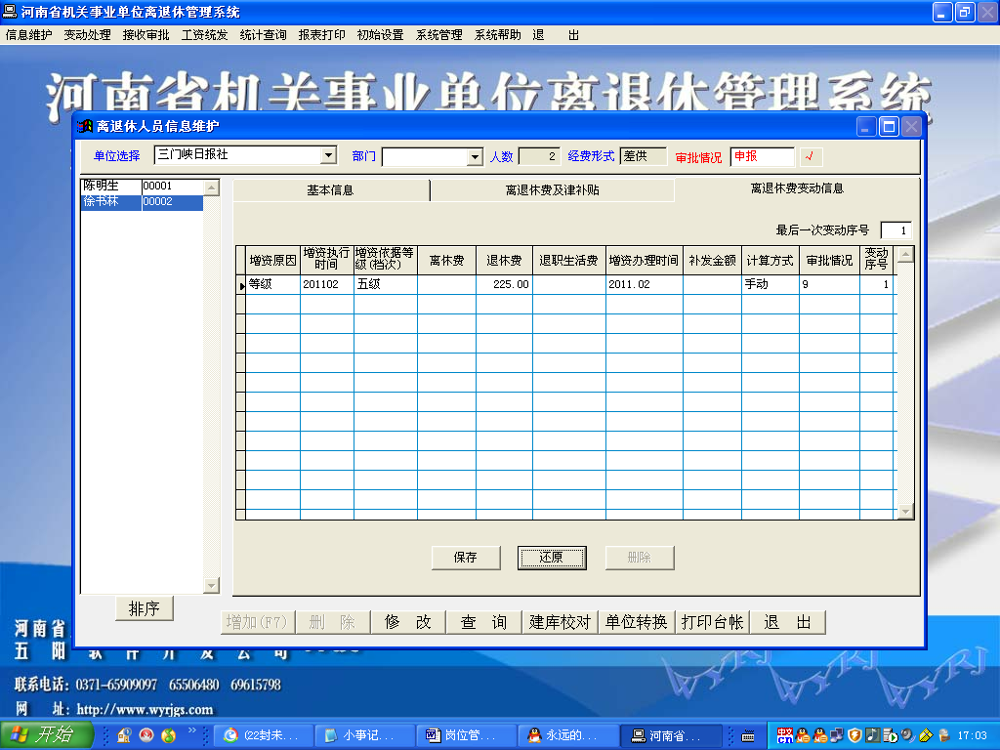 河南省机关事业单位离退休管理系统
信息维护 变动处理 接收审批 工资统发 统计查询 报表打印 初始设置 系统管理 系统帮助 退 出
河南省机关事业单位离退休管理系统
离退休人员信息维护
单位选择 三门峡日报社 部门 人数 2 经费形式 差供 审批情况 申报 √
陈明生 00001
徐书林 00002
基本信息 离退休费及津补贴 离退休费变动信息
最后一次变动序号 1
增资原因 增资执行时间 增资依据等级(档次) 离休费 退休费 退职生活费 增资办理时间 补发金额 计算方式 审批情况 变动序号
等级 201102 五级 225.00 2011.02 手动 9 1
保存 还原 删除
排序
增加(F7) 删 除 修 改 查 询 建库校对 单位转换 打印台帐 退 出
河南省
五 阳 软 件 开 发 公 司
联系电话: 0371-65909097 65506480 69615798
网 址: http://www.wyrjgs.com
WYRJ WYRJ WYRJ
开始 (22封未... 小事记... 岗位管... 永远的... 河南省... 17:03